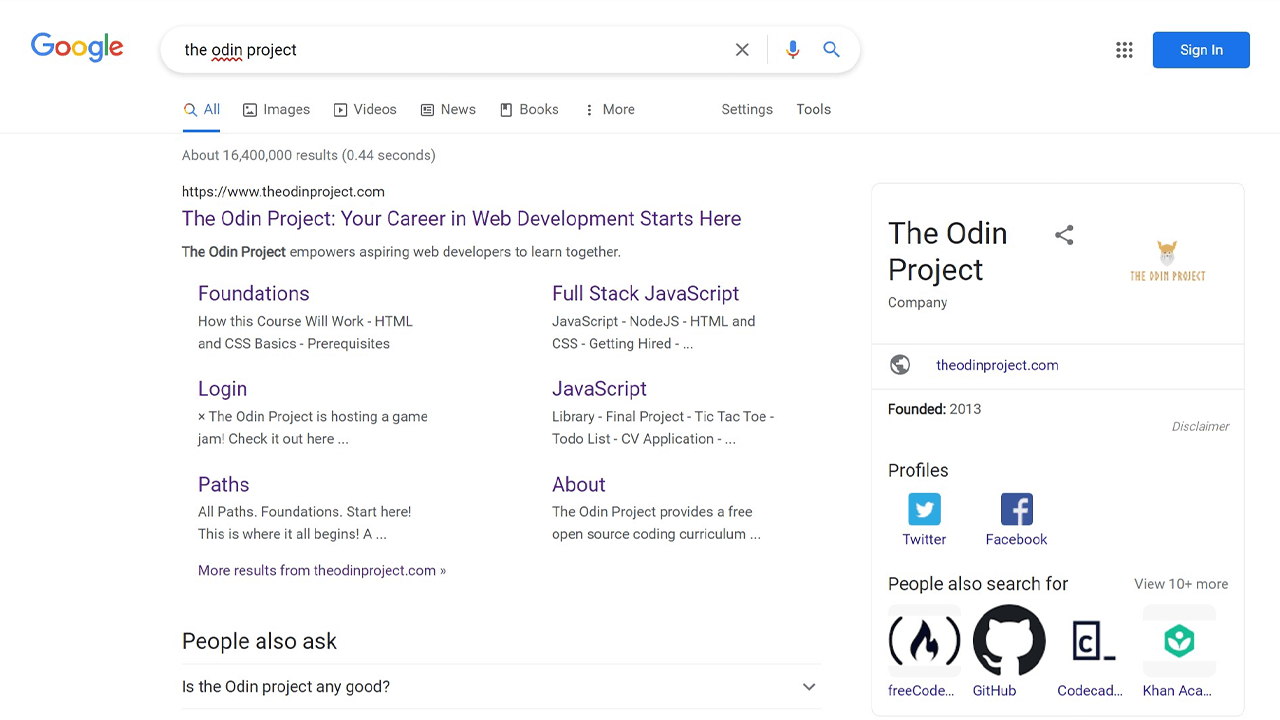 Google
the odin project
Sign In
All Images Videos News Books More Settings Tools
About 16,400,000 results (0.44 seconds)
https://www.theodinproject.com
The Odin Project: Your Career in Web Development Starts Here
The Odin Project empowers aspiring web developers to learn together.
Foundations
How this Course Will Work - HTML
and CSS Basics - Prerequisites
Full Stack JavaScript
JavaScript - NodeJS - HTML and
CSS - Getting Hired - ...
Login
× The Odin Project is hosting a game
jam! Check it out here ...
JavaScript
Library - Final Project - Tic Tac Toe -
Todo List - CV Application - ...
Paths
All Paths. Foundations. Start here!
This is where it all begins! A ...
About
The Odin Project provides a free
open source coding curriculum ...
More results from theodinproject.com »
People also ask
Is the Odin project any good?
The Odin
Project
Company
THE ODIN PROJECT
theodinproject.com
Founded: 2013
Disclaimer
Profiles
Twitter
Facebook
People also search for
View 10+ more
freeCode...
GitHub
Codecad...
Khan Aca...